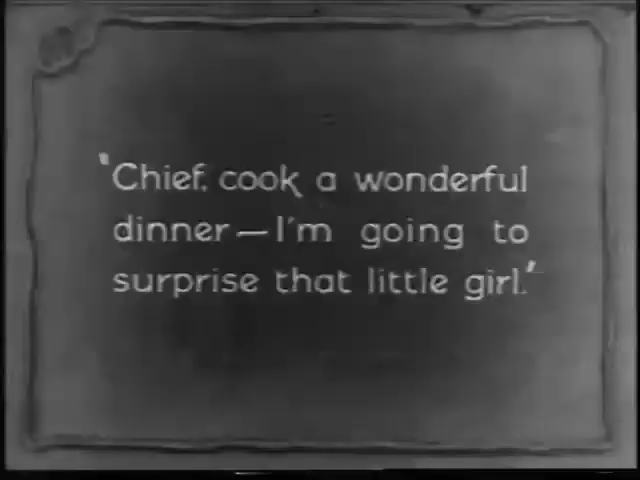 "Chief, cook a wonderful
dinner—I'm going to
surprise that little girl."